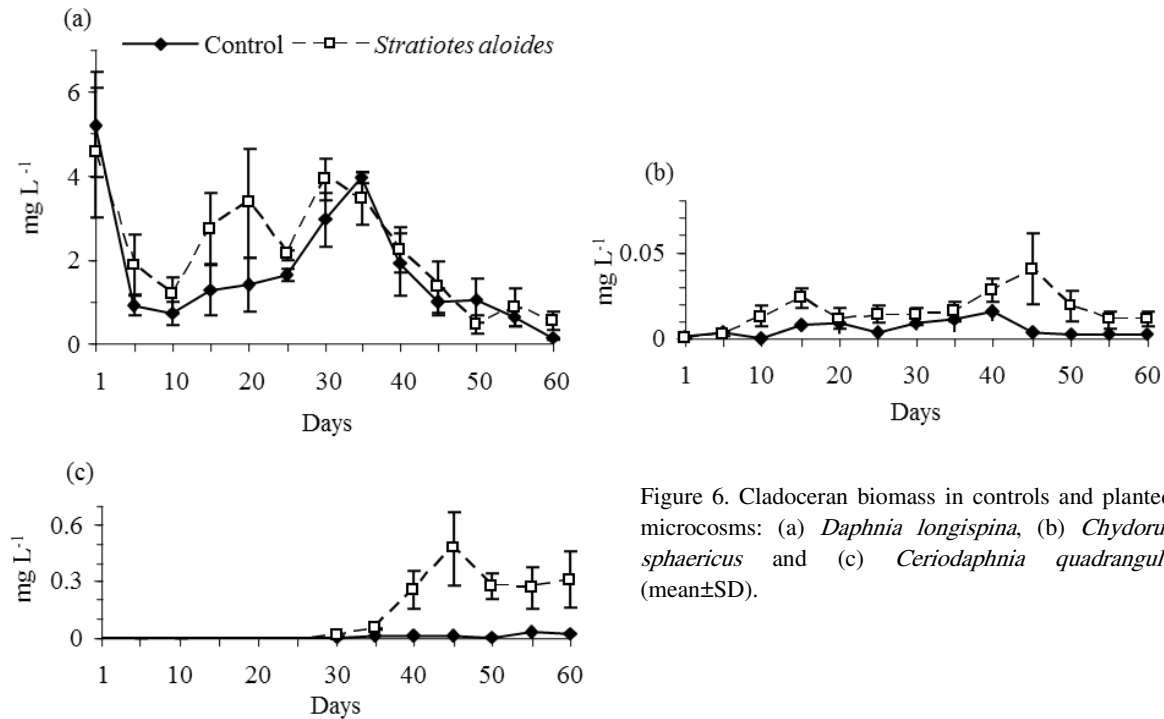 (a)
Control
Stratiotes aloides
6
4
2
0
mg L -1
1 10 20 30 40 50 60
Days
(b)
0.05
0
mg L-1
1 10 20 30 40 50 60
Days
(c)
0.6
0.3
0
mg L -1
1 10 20 30 40 50 60
Days
Figure 6. Cladoceran biomass in controls and planted
microcosms: (a) Daphnia longispina, (b) Chydoru
sphaericus and (c) Ceriodaphnia quadrangul
(mean±SD).